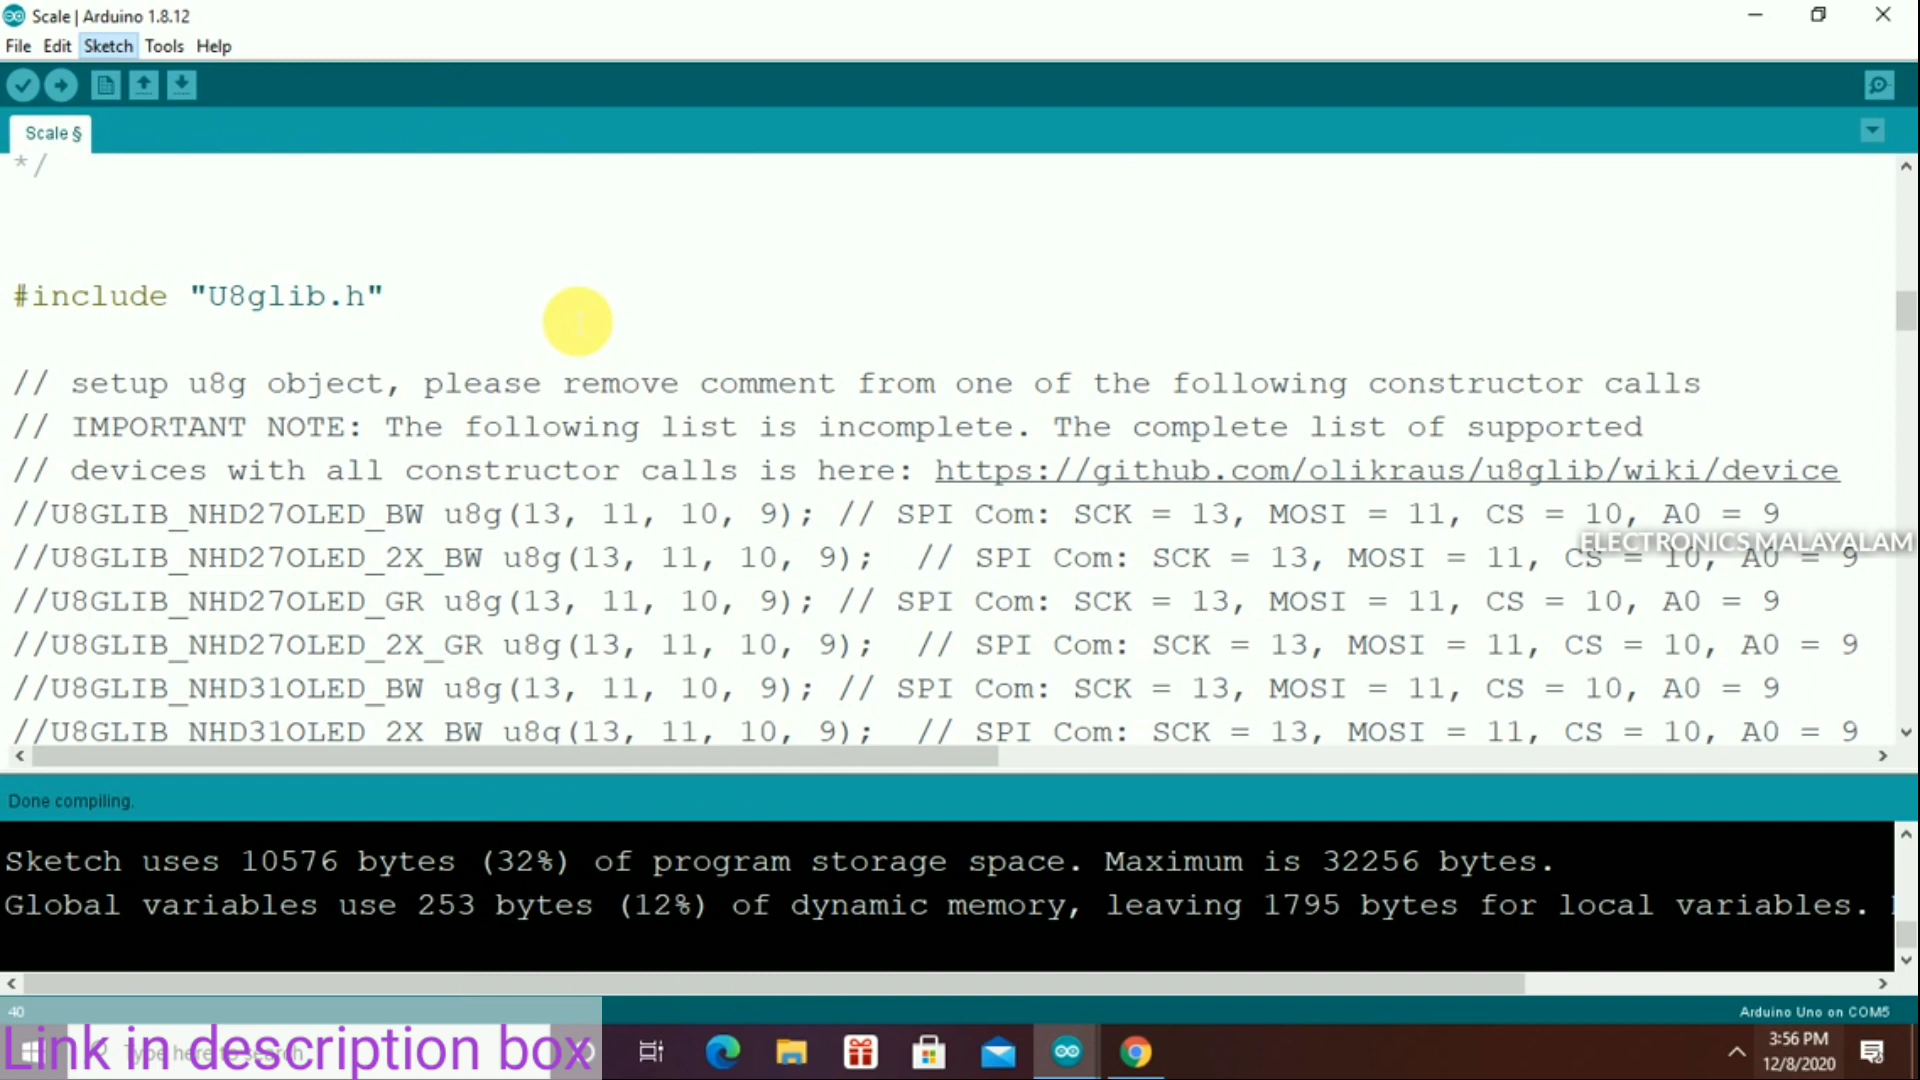 Scale | Arduino 1.8.12
File Edit Sketch Tools Help
Scale §
*/
#include "U8glib.h"
// setup u8g object, please remove comment from one of the following constructor calls
// IMPORTANT NOTE: The following list is incomplete. The complete list of supported
// devices with all constructor calls is here: https://github.com/olikraus/u8glib/wiki/device
//U8GLIB_NHD27OLED_BW u8g(13, 11, 10, 9); // SPI Com: SCK = 13, MOSI = 11, CS = 10, A0 = 9
ELECTRONICS MALAYALAM
//U8GLIB_NHD27OLED_2X_BW u8g(13, 11, 10, 9);  // SPI Com: SCK = 13, MOSI = 11, CS = 10, A0 = 9
//U8GLIB_NHD27OLED_GR u8g(13, 11, 10, 9); // SPI Com: SCK = 13, MOSI = 11, CS = 10, A0 = 9
//U8GLIB_NHD27OLED_2X_GR u8g(13, 11, 10, 9);  // SPI Com: SCK = 13, MOSI = 11, CS = 10, A0 = 9
//U8GLIB_NHD31OLED_BW u8g(13, 11, 10, 9); // SPI Com: SCK = 13, MOSI = 11, CS = 10, A0 = 9
//U8GLIB_NHD31OLED_2X_BW u8g(13, 11, 10, 9);  // SPI Com: SCK = 13, MOSI = 11, CS = 10, A0 = 9
Done compiling.
Sketch uses 10576 bytes (32%) of program storage space. Maximum is 32256 bytes.
Global variables use 253 bytes (12%) of dynamic memory, leaving 1795 bytes for local variables.
40
Arduino Uno on COM5
Link in description box
Type here to search
3:56 PM
12/8/2020